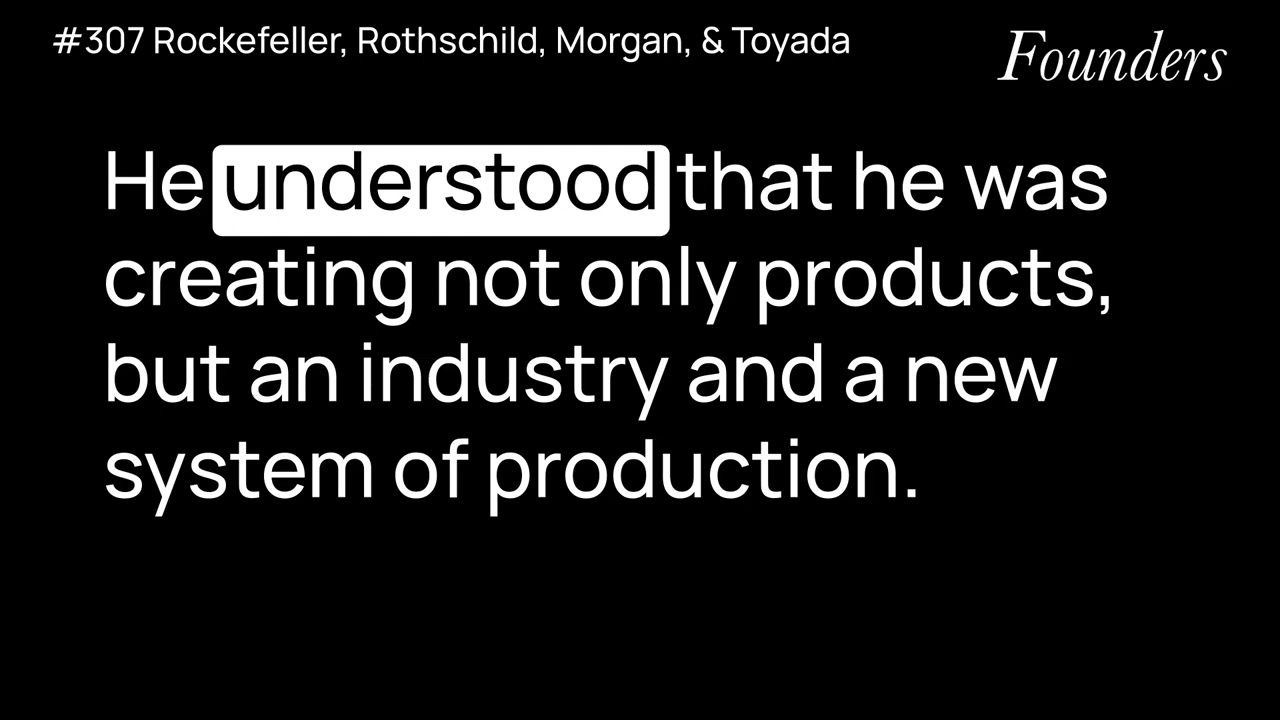 #307 Rockefeller, Rothschild, Morgan, & Toyada
Founders
He understood that he was
creating not only products,
but an industry and a new
system of production.